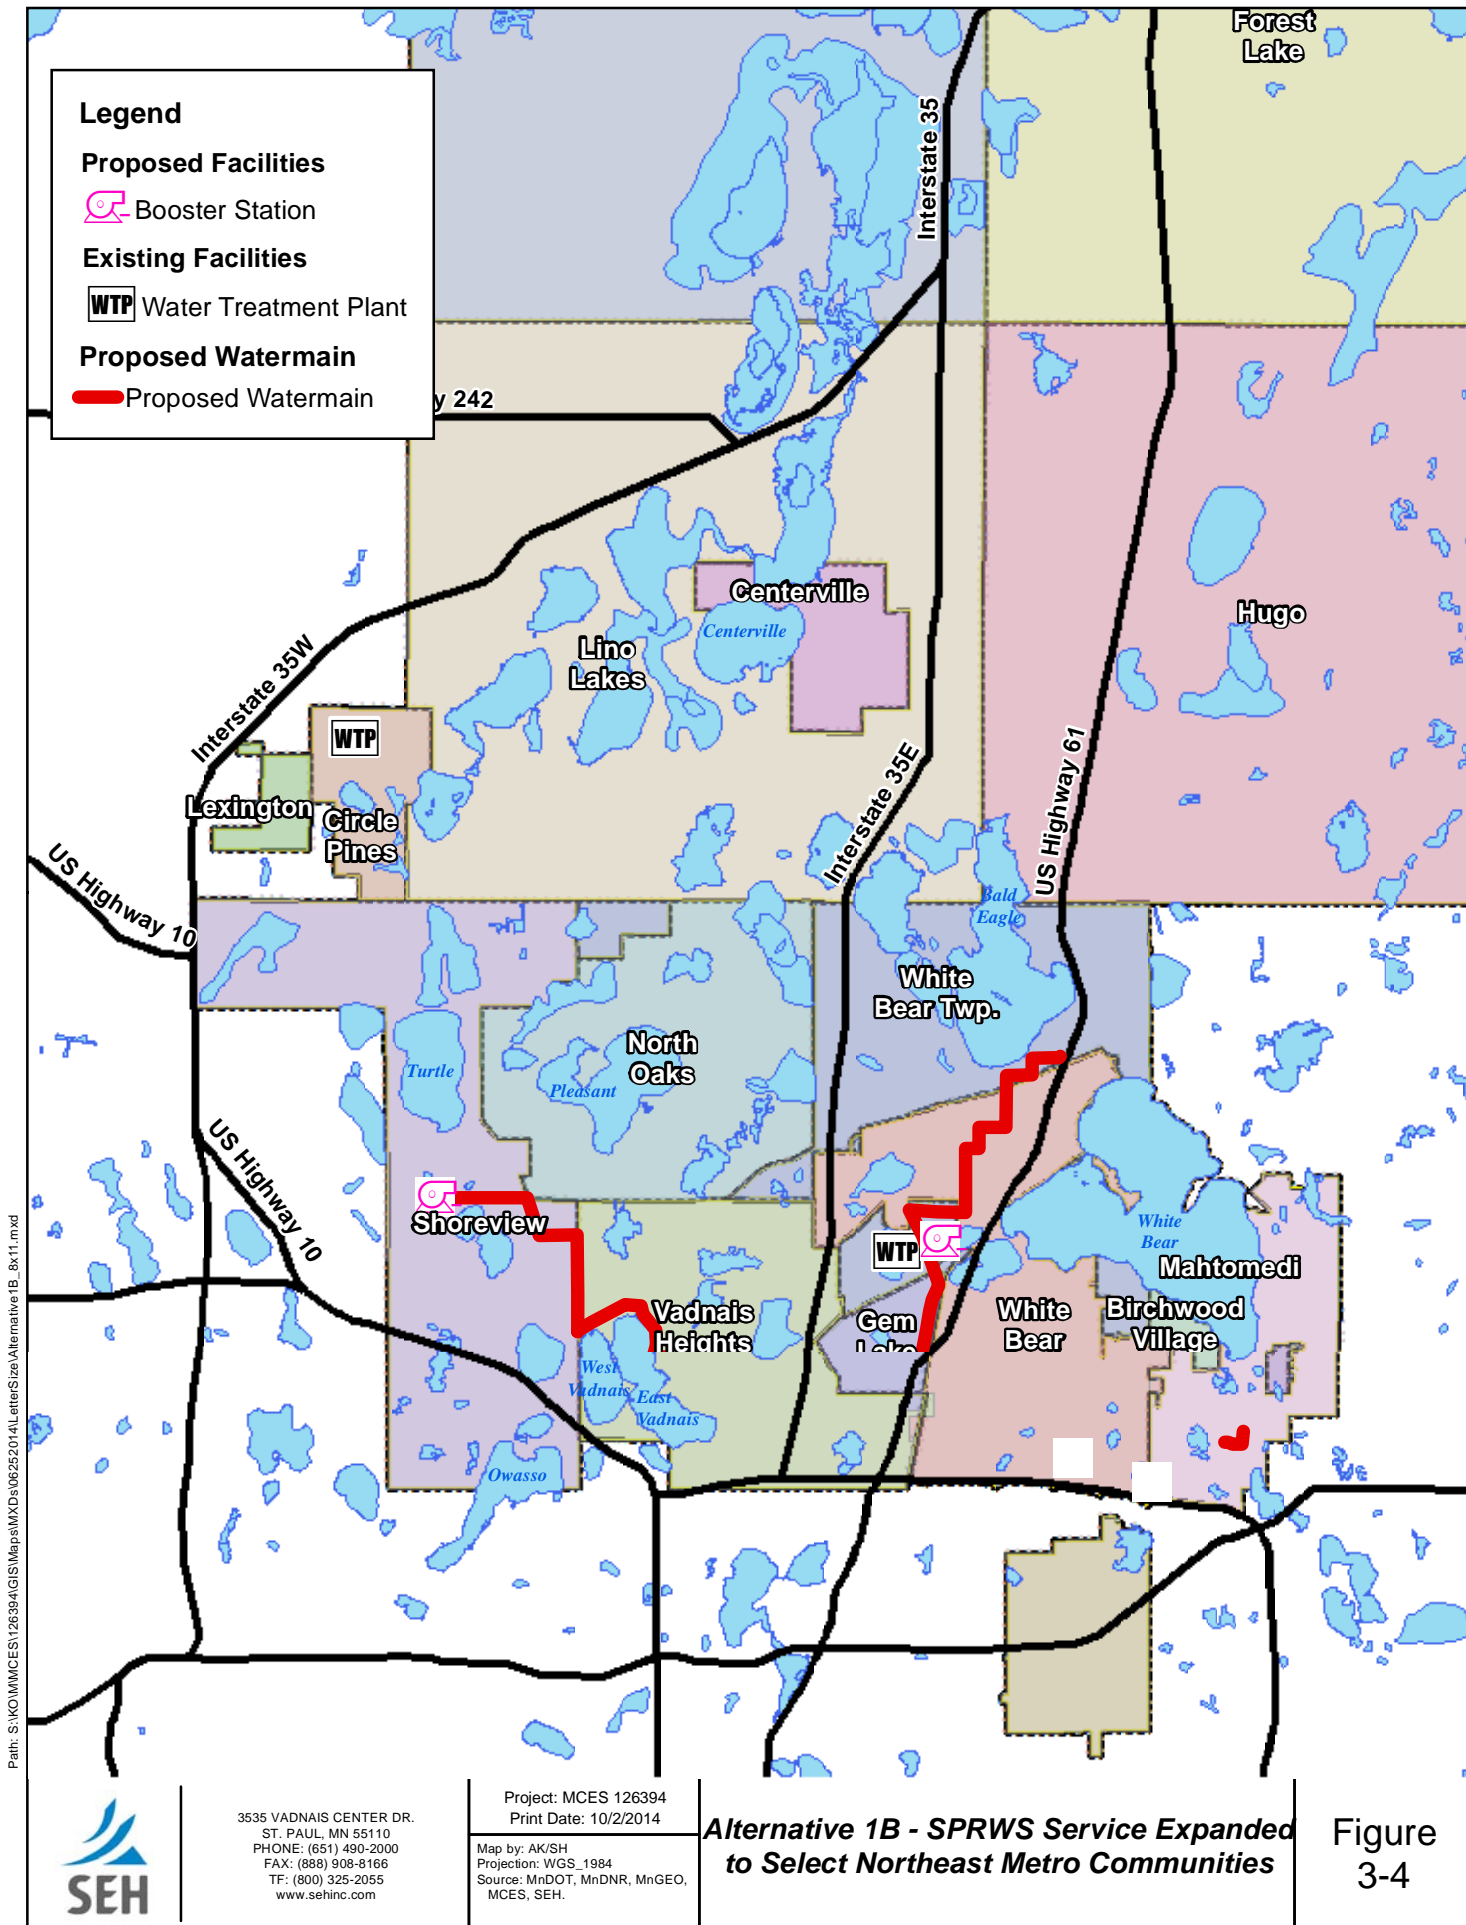 Forest
Lake
Legend
Proposed Facilities
Booster Station
Existing Facilities
WTP Water Treatment Plant
Proposed Watermain
Proposed Watermain
Interstate 35
y 242
Centerville
Centerville
Hugo
Lino
Lakes
Interstate 35W
WTP
Interstate 35E
US Highway 61
Lexington
Circle
Pines
US Highway 10
Bald
Eagle
White
Bear Twp.
North
Oaks
Turtle
Pleasant
US Highway 10
Shoreview
White
Bear
WTP
Mahtomedi
Vadnais
Heights
Gem
Lake
White
Bear
Birchwood
Village
West
Vadnais
East
Vadnais
Owasso
Path: S:\KO\M\MCES\126394\GIS\Maps\MXDs\06252014\LetterSize\Alternative1B_8x11.mxd
SEH
3535 VADNAIS CENTER DR.
ST. PAUL, MN 55110
PHONE: (651) 490-2000
FAX: (888) 908-8166
TF: (800) 325-2055
www.sehinc.com
Project: MCES 126394
Print Date: 10/2/2014
Map by: AK/SH
Projection: WGS_1984
Source: MnDOT, MnDNR, MnGEO,
MCES, SEH.
Alternative 1B - SPRWS Service Expanded
to Select Northeast Metro Communities
Figure
3-4